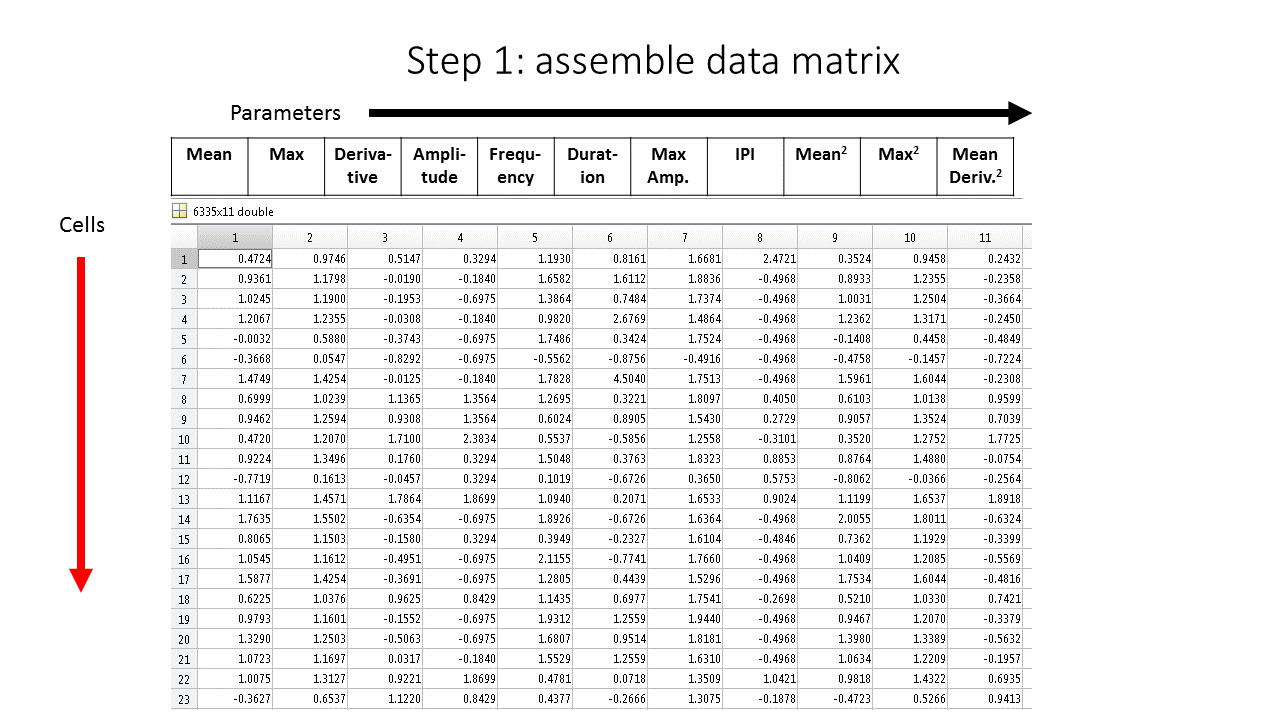 Step 1: assemble data matrix
Parameters
Mean Max Deriva- Ampli- Frequ- Durat- Max IPI Mean² Max² Mean
tive tude ency ion Amp. Deriv.²
6335x11 double
Cells
1 2 3 4 5 6 7 8 9 10 11
1 0.4724 0.9746 0.5147 0.3294 1.1930 0.8161 1.6681 2.4721 0.3524 0.9458 0.2432
2 0.9361 1.1798 -0.0190 -0.1840 1.6582 1.6112 1.8836 -0.4968 0.8933 1.2355 -0.2358
3 1.0245 1.1900 -0.1953 -0.6975 1.3864 0.7484 1.7374 -0.4968 1.0031 1.2504 -0.3664
4 1.2067 1.2355 -0.0308 -0.1840 0.9820 2.6769 1.4864 -0.4968 1.2362 1.3171 -0.2450
5 -0.0032 0.5880 -0.3743 -0.6975 1.7486 0.3424 1.7524 -0.4968 -0.1408 0.4458 -0.4849
6 -0.3668 0.0547 -0.8292 -0.6975 -0.5562 -0.8756 -0.4916 -0.4968 -0.4758 -0.1457 -0.7224
7 1.4749 1.4254 -0.0125 -0.1840 1.7828 4.5040 1.7513 -0.4968 1.5961 1.6044 -0.2308
8 0.6999 1.0239 1.1365 1.3564 1.2695 0.3221 1.8097 0.4050 0.6103 1.0138 0.9599
9 0.9462 1.2594 0.9308 1.3564 0.6024 0.8905 1.5430 0.2729 0.9057 1.3524 0.7039
10 0.4720 1.2070 1.7100 2.3834 0.5537 -0.5856 1.2558 -0.3101 0.3520 1.2752 1.7725
11 0.9224 1.3496 0.1760 0.3294 1.5048 0.3763 1.8323 0.8853 0.8764 1.4880 -0.0754
12 -0.7719 0.1613 -0.0457 0.3294 0.1019 -0.6726 0.3650 0.5753 -0.8062 -0.0366 -0.2564
13 1.1167 1.4571 1.7864 1.8699 1.0940 0.2071 1.6533 0.9024 1.1199 1.6537 1.8918
14 1.7635 1.5502 -0.6354 -0.6975 1.8926 -0.6726 1.6364 -0.4968 2.0055 1.8011 -0.6324
15 0.8065 1.1503 -0.1580 0.3294 0.3949 -0.2327 1.6104 -0.4846 0.7362 1.1929 -0.3399
16 1.0545 1.1612 -0.4951 -0.6975 2.1155 -0.7741 1.7660 -0.4968 1.0409 1.2085 -0.5569
17 1.5877 1.4254 -0.3691 -0.6975 1.2805 0.4439 1.5296 -0.4968 1.7534 1.6044 -0.4816
18 0.6225 1.0376 0.9625 0.8429 1.1435 0.6977 1.7541 -0.2698 0.5210 1.0330 0.7421
19 0.9793 1.1601 -0.1552 -0.6975 1.9312 1.2559 1.9440 -0.4968 0.9467 1.2070 -0.3379
20 1.3290 1.2503 -0.5063 -0.6975 1.6807 0.9514 1.8181 -0.4968 1.3980 1.3389 -0.5632
21 1.0723 1.1697 0.0317 -0.1840 1.5529 1.2559 1.6310 -0.4968 1.0634 1.2209 -0.1957
22 1.0075 1.3127 0.9221 1.8699 0.4781 0.0718 1.3509 1.0421 0.9818 1.4322 0.6935
23 -0.3627 0.6537 1.1220 0.8429 0.4377 -0.2666 1.3075 -0.1878 -0.4723 0.5266 0.9413